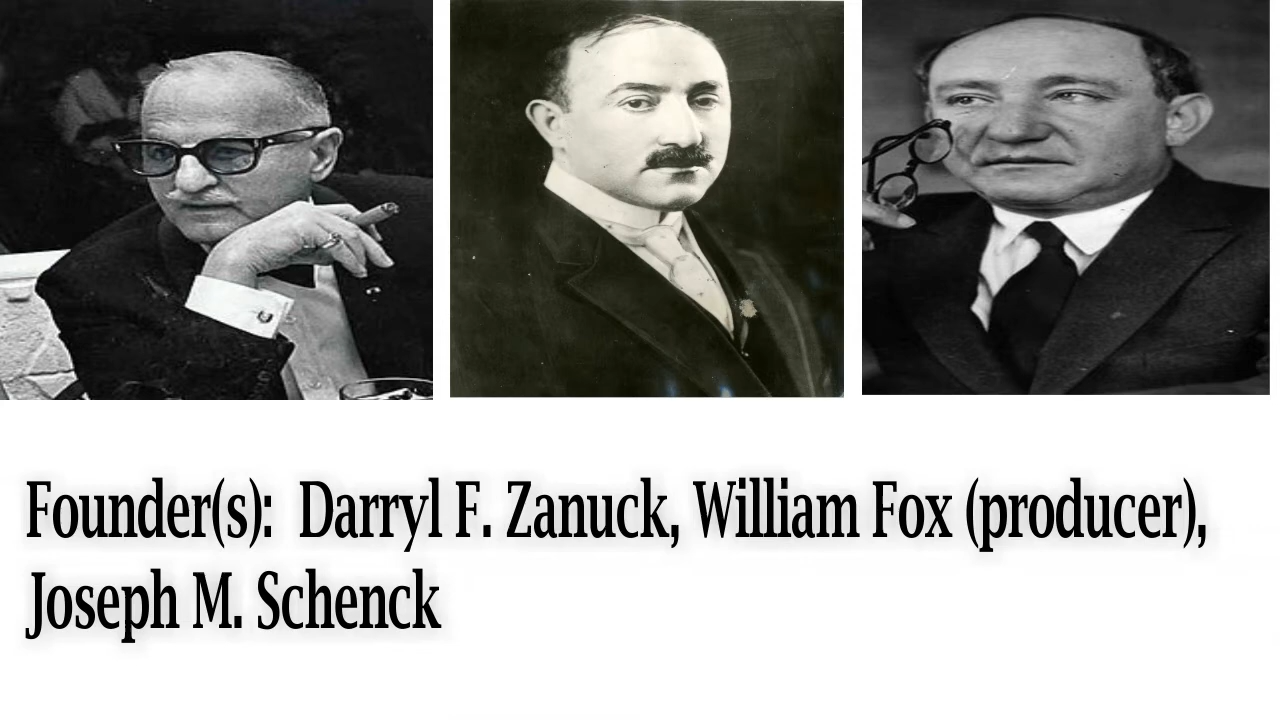 Founder(s): Darryl F. Zanuck, William Fox (producer),
Joseph M. Schenck